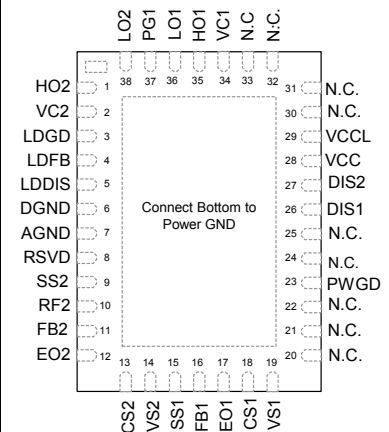 LO2
PG1
LO1
HO1
VC1
N.C
N.C.
38 37 36 35 34 33 32
HO2 1
VC2 2
LDGD 3
LDFB 4
LDDIS 5
DGND 6
AGND 7
RSVD 8
SS2 9
RF2 10
FB2 11
EO2 12
Connect Bottom to
Power GND
31 N.C.
30 N.C.
29 VCCL
28 VCC
27 DIS2
26 DIS1
25 N.C.
24 N.C.
23 PWGD
22 N.C.
21 N.C.
20 N.C.
13 14 15 16 17 18 19
CS2
VS2
SS1
FB1
EO1
CS1
VS1